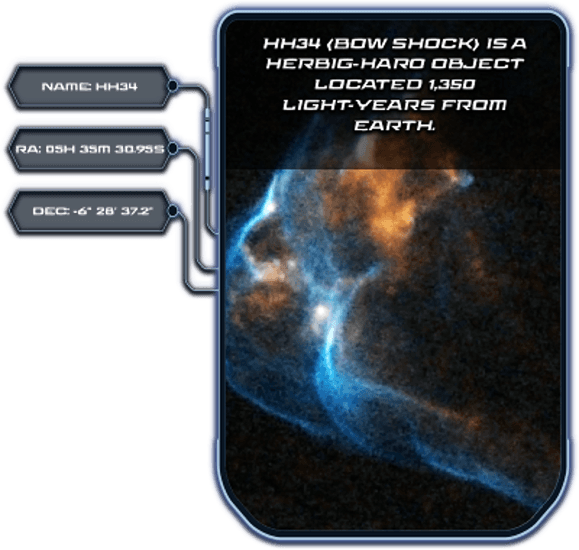 HH34 (BOW SHOCK) IS A
HERBIG-HARO OBJECT
LOCATED 1,350
LIGHT-YEARS FROM
EARTH.
NAME: HH34
RA: 05H 35M 30.95S
DEC: -6° 28' 37.2"